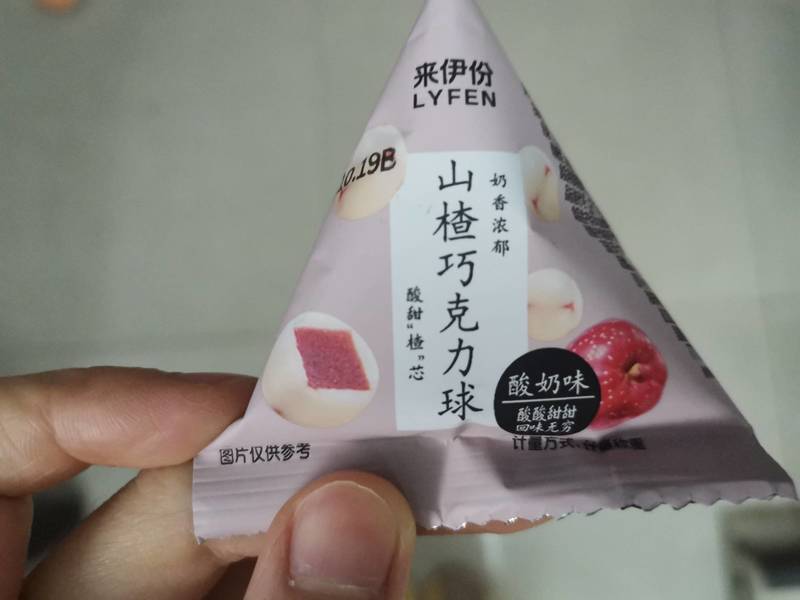 来伊份
LYFEN
10.19B
山楂巧克力球
奶香浓郁
酸甜“楂”芯
酸奶味
酸酸甜甜
回味无穷
图片仅供参考
计量方式:称重